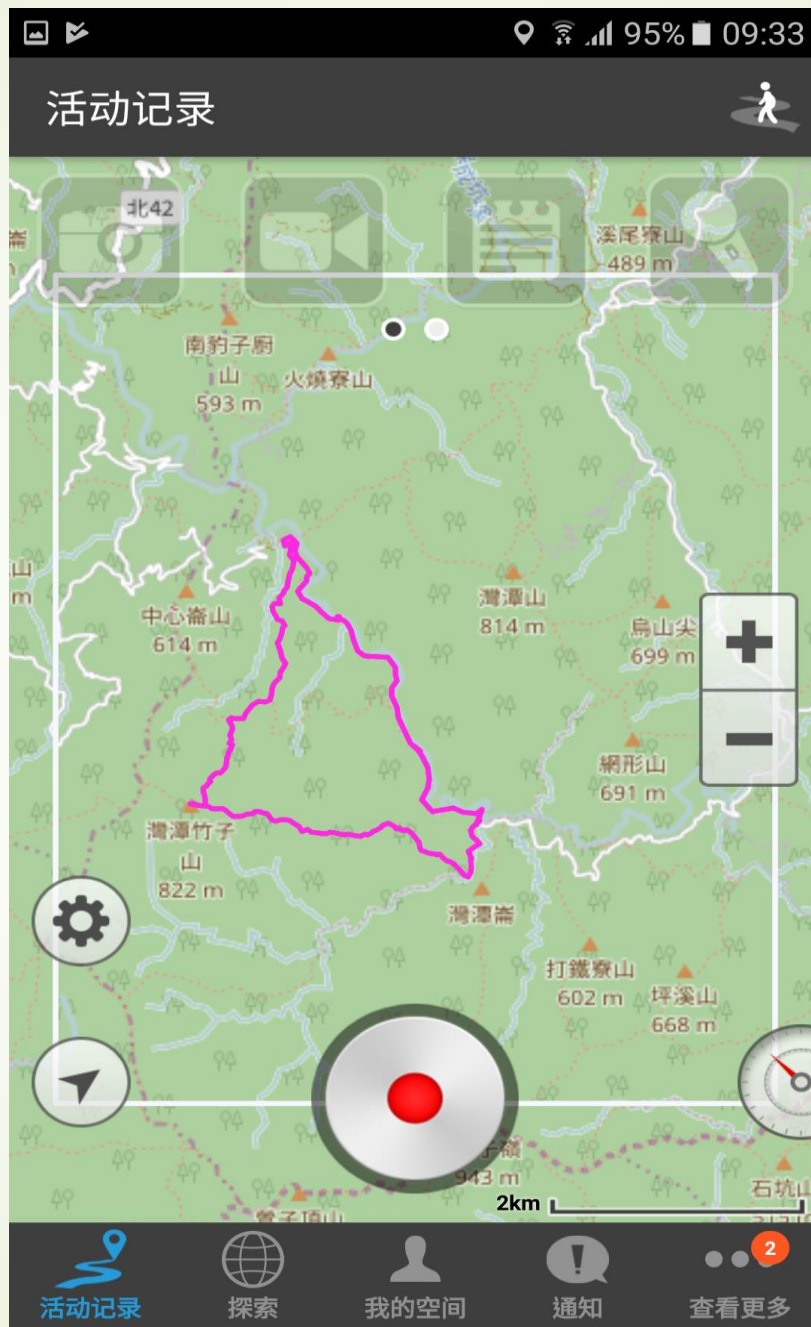 95% 09:33
活动记录
北42
溪尾寮山
489 m
南豹子廚
山
593 m
火燒寮山
中心崙山
614 m
灣潭山
814 m
烏山尖
699 m
網形山
691 m
灣潭竹子
山
822 m
灣潭崙
打鐵寮山
602 m
坪溪山
668 m
943 m
2km
石坑山
活动记录
探索
我的空间
通知
2
查看更多